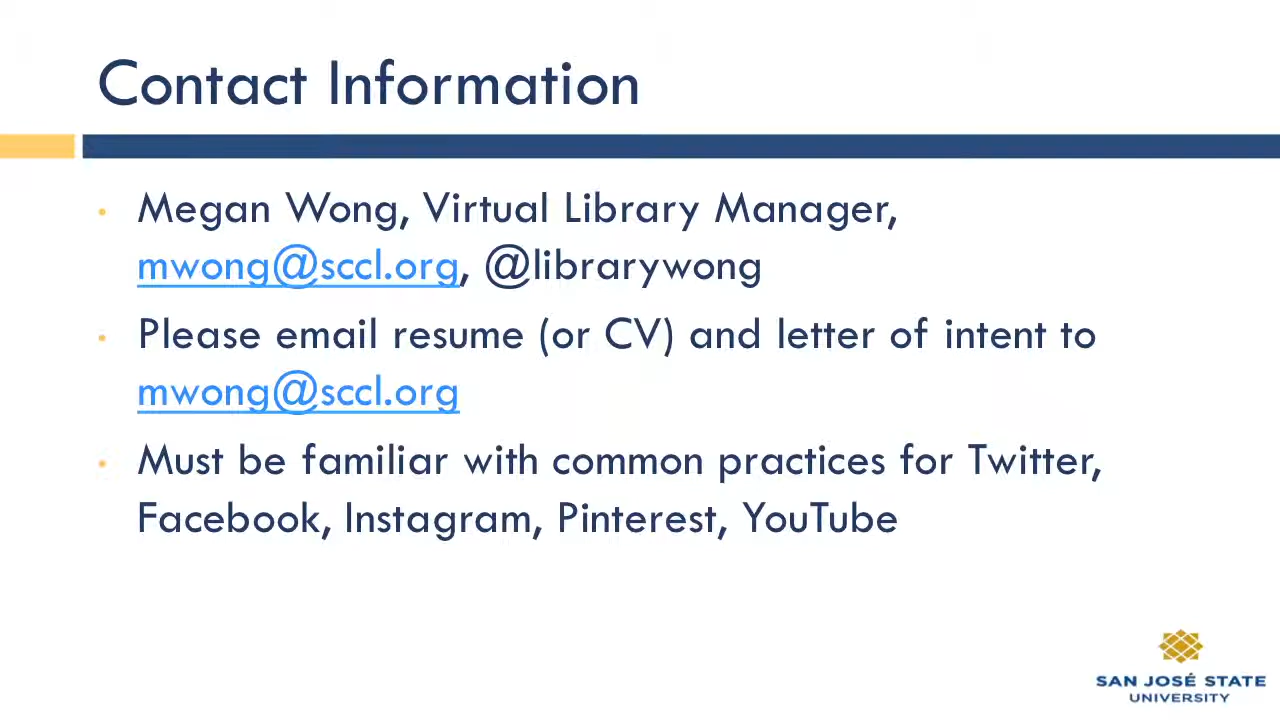 Contact Information
• Megan Wong, Virtual Library Manager,
mwong@sccl.org, @librarywong
• Please email resume (or CV) and letter of intent to
mwong@sccl.org
• Must be familiar with common practices for Twitter,
Facebook, Instagram, Pinterest, YouTube
SAN JOSÉ STATE
UNIVERSITY